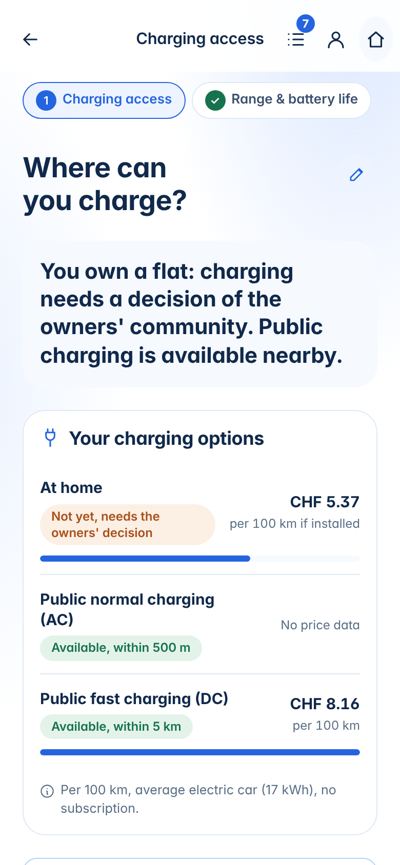 Charging access
7
1 Charging access
Range & battery life
Where can
you charge?
You own a flat: charging
needs a decision of the
owners' community. Public
charging is available nearby.
Your charging options
At home
Not yet, needs the
owners' decision
CHF 5.37
per 100 km if installed
Public normal charging
(AC)
Available, within 500 m
No price data
Public fast charging (DC)
Available, within 5 km
CHF 8.16
per 100 km
Per 100 km, average electric car (17 kWh), no
subscription.